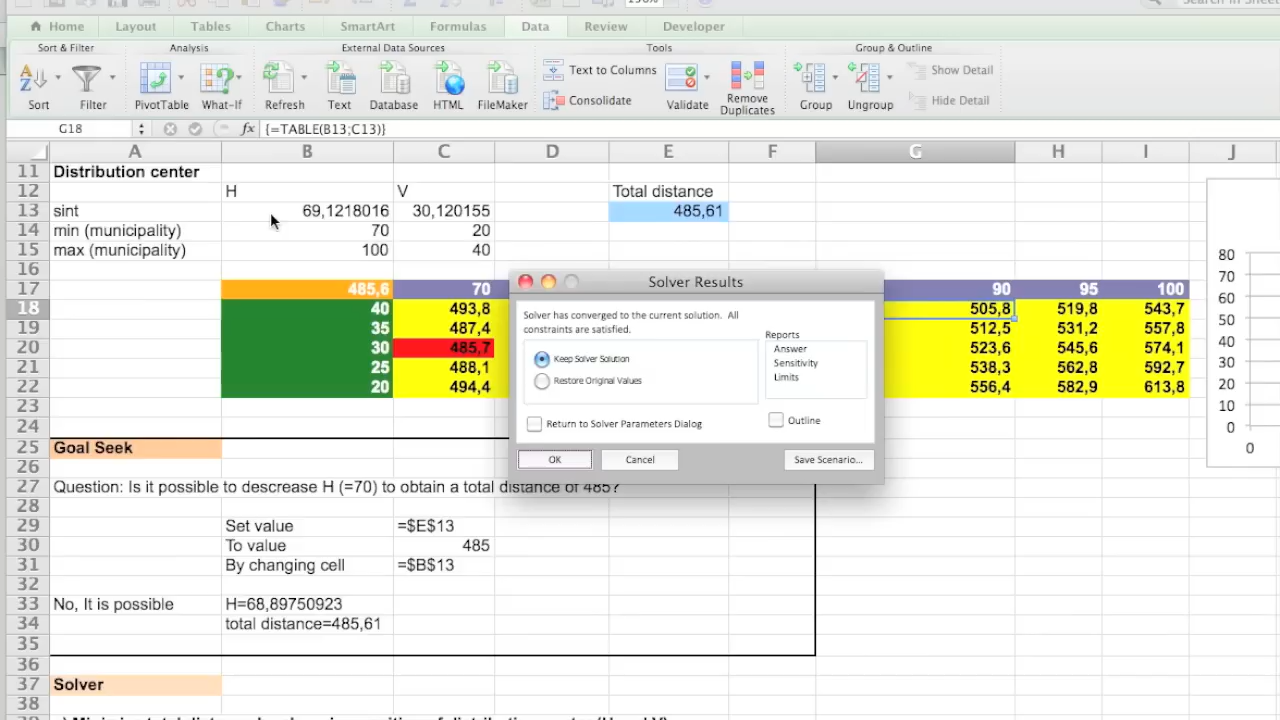 150%
Search in Sheet
Home Layout Tables Charts SmartArt Formulas Data Review Developer
Sort & Filter Analysis External Data Sources Tools Group & Outline
Text to Columns
Show Detail
Consolidate
Hide Detail
Sort Filter PivotTable What-If Refresh Text Database HTML FileMaker Validate Remove Duplicates Group Ungroup
G18 fx {=TABLE(B13;C13)}
A B C D E F G H I J
11 Distribution center
12 H V Total distance
13 sint 69,1218016 30,120155 485,61
14 min (municipality) 70 20
15 max (municipality) 100 40
16
17 485,6 70 90 95 100
18 40 493,8 505,8 519,8 543,7
19 35 487,4 512,5 531,2 557,8
20 30 485,7 523,6 545,6 574,1
21 25 488,1 538,3 562,8 592,7
22 20 494,4 556,4 582,9 613,8
23
24
25 Goal Seek
26
27 Question: Is it possible to descrease H (=70) to obtain a total distance of 485?
28
29 Set value =$E$13
30 To value 485
31 By changing cell =$B$13
32
33 No, It is possible H=68,89750923
34 total distance=485,61
35
36
37 Solver
38
Solver Results
Solver has converged to the current solution. All
constraints are satisfied.
Keep Solver Solution
Restore Original Values
Reports
Answer
Sensitivity
Limits
Return to Solver Parameters Dialog
Outline
OK Cancel Save Scenario...
80
70
60
50
40
30
20
10
0
0